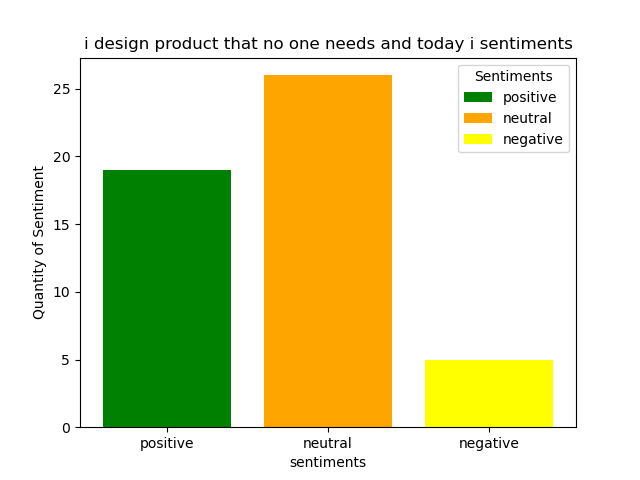 i design product that no one needs and today i sentiments
Sentiments
positive
neutral
negative
Quantity of Sentiment
25
20
15
10
5
0
positive neutral negative
sentiments